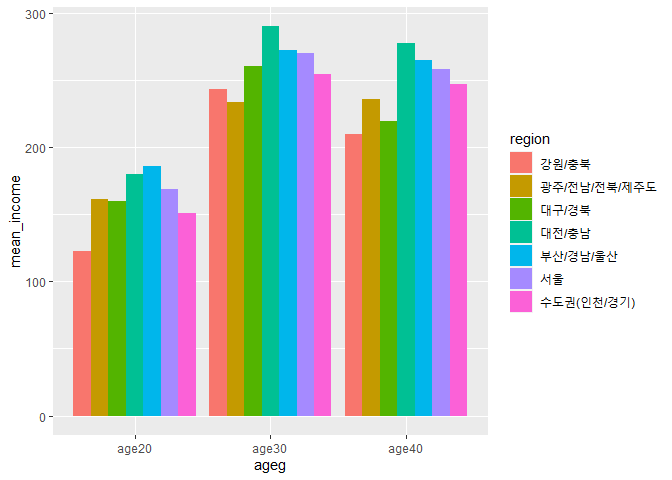 300
200
100
0
mean_income
age20
age30
age40
ageg
region
강원/충북
광주/전남/전북/제주도
대구/경북
대전/충남
부산/경남/울산
서울
수도권(인천/경기)